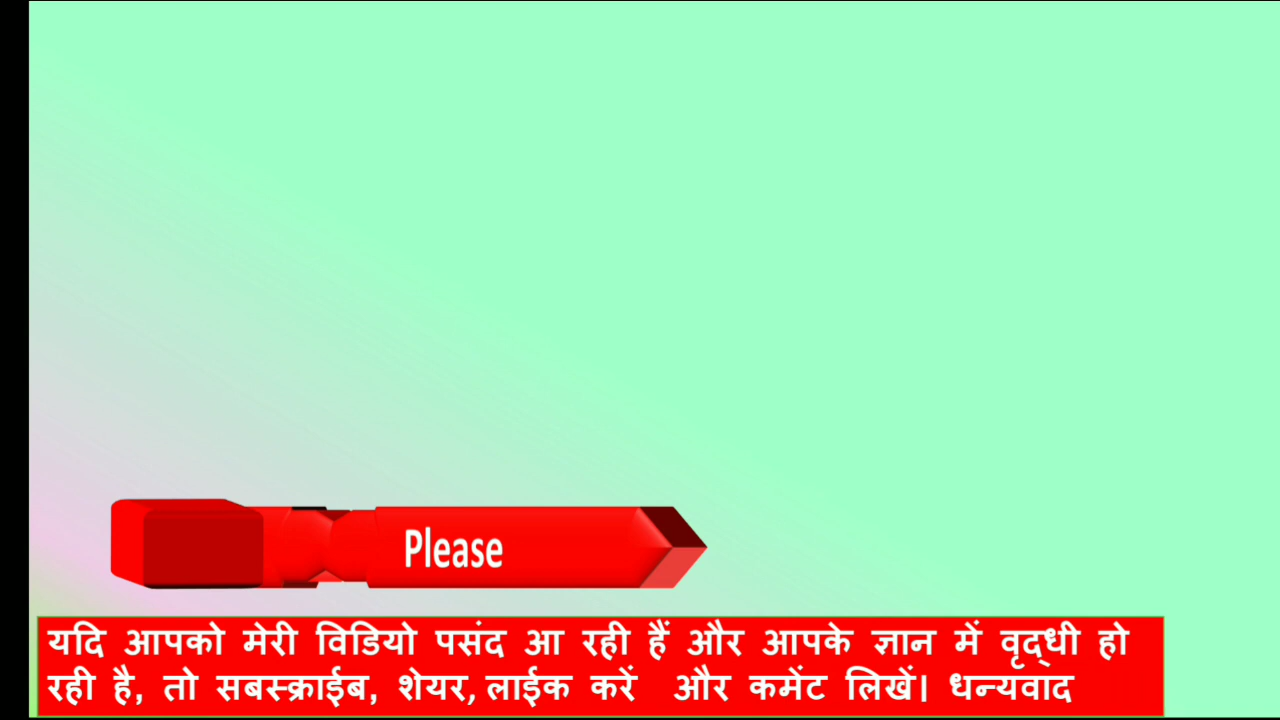 Please
यदि आपको मेरी विडियो पसंद आ रही हैं और आपके ज्ञान में वृद्‌धी हो
रही है, तो सबस्क्राईब, शेयर, लाईक करें और कमेंट लिखें। धन्यवाद